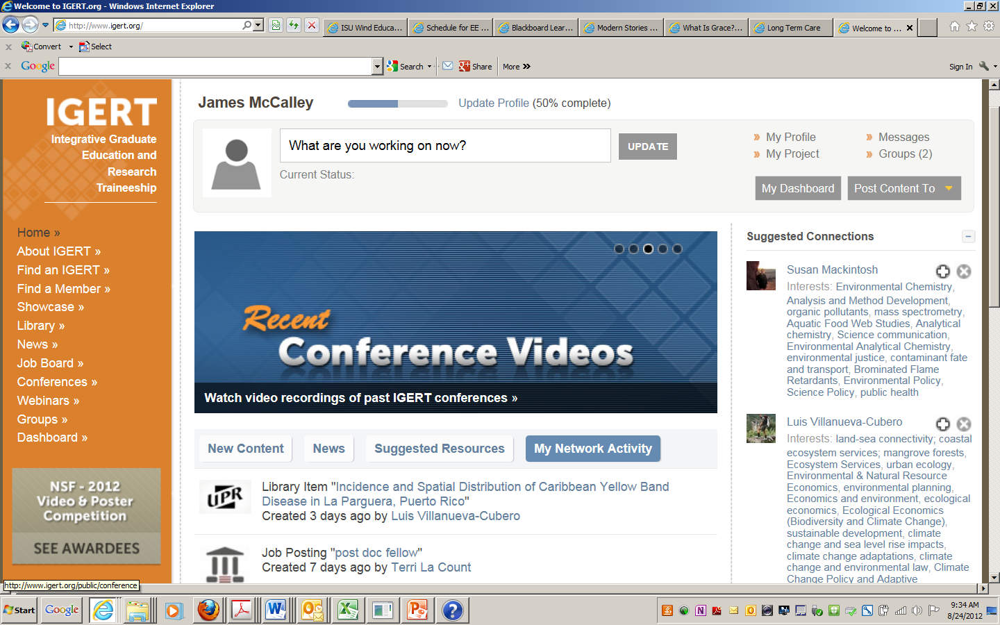 Welcome to IGERT.org - Windows Internet Explorer
http://www.igert.org/
ISU Wind Educa...
Schedule for EE ...
Blackboard Lear...
Modern Stories ...
What Is Grace?...
Long Term Care
Welcome to ...
Convert
Select
Google
Search
Share
More »
Sign In
IGERT
Integrative Graduate
Education and
Research
Traineeship
Home »
About IGERT »
Find an IGERT »
Find a Member »
Showcase »
Library »
News »
Job Board »
Conferences »
Webinars »
Groups »
Dashboard »
NSF - 2012
Video & Poster
Competition
SEE AWARDEES
http://www.igert.org/public/conference
James McCalley
Update Profile (50% complete)
What are you working on now?
UPDATE
Current Status:
» My Profile
» Messages
» My Project
» Groups (2)
My Dashboard
Post Content To
Recent
Conference Videos
Watch video recordings of past IGERT conferences »
New Content
News
Suggested Resources
My Network Activity
UPR
Library Item "Incidence and Spatial Distribution of Caribbean Yellow Band
Disease in La Parguera, Puerto Rico"
Created 3 days ago by Luis Villanueva-Cubero
Job Posting "post doc fellow"
Created 7 days ago by Terri La Count
Suggested Connections
Susan Mackintosh
Interests: Environmental Chemistry,
Analysis and Method Development,
organic pollutants, mass spectrometry,
Aquatic Food Web Studies, Analytical
chemistry, Science communication,
Environmental Analytical Chemistry,
environmental justice, contaminant fate
and transport, Brominated Flame
Retardants, Environmental Policy,
Science Policy, public health
Luis Villanueva-Cubero
Interests: land-sea connectivity; coastal
ecosystem services; mangrove forests,
Ecosystem Services, urban ecology,
Environmental & Natural Resource
Economics, environmental planning,
Economics and environment, ecological
economics, Ecological Economics
(Biodiversity and Climate Change),
sustainable development, climate
change and sea level rise impacts,
climate change adaptations, climate
change and environmental law, Climate
Change Policy and Adaptive
Start
Google
9:34 AM
8/24/2012